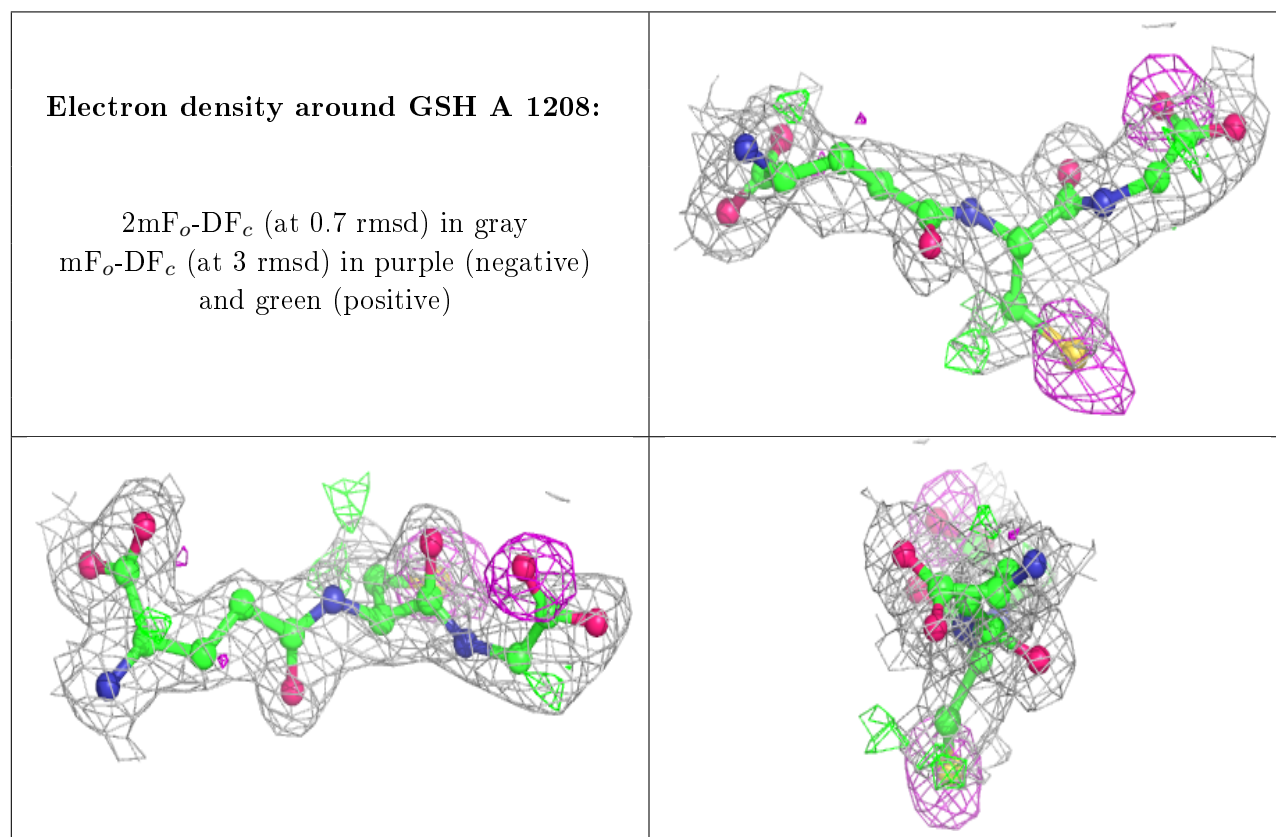 Electron density around GSH A 1208:
2mFo-DFc (at 0.7 rmsd) in gray
mFo-DFc (at 3 rmsd) in purple (negative)
and green (positive)